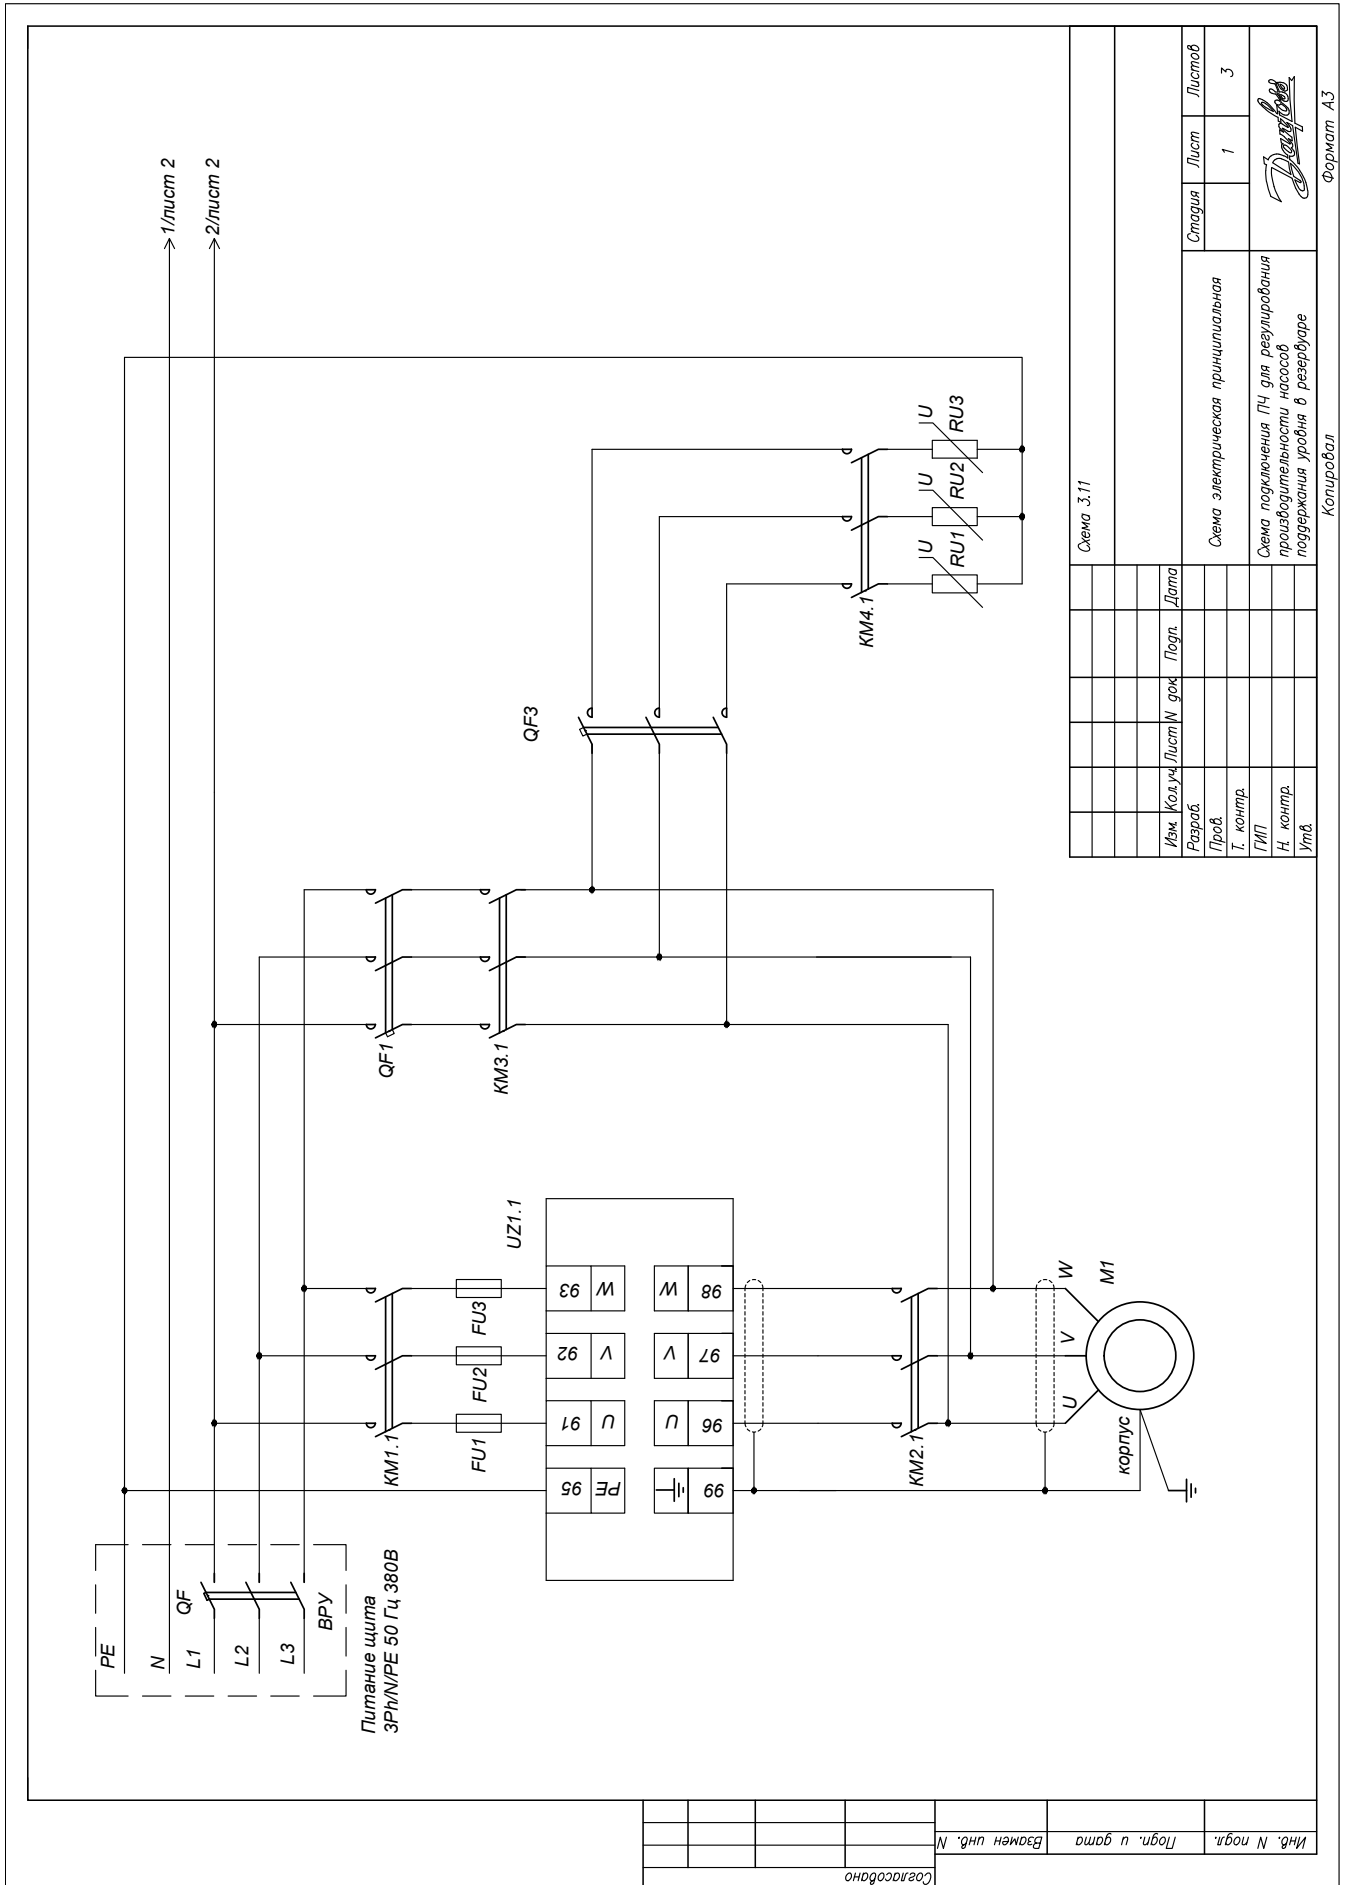 1/лист 2
2/лист 2
PE
N
L1
L2
L3
QF
ВРУ
Питание щита
3Ph/N/PE 50 Гц 380В
KM1.1
FU1
FU2
FU3
UZ1.1
95
PE
91
U
92
V
93
W
99
96
U
97
V
98
W
KM2.1
корпус
U
V
W
M1
QF1
KM3.1
QF3
KM4.1
U
RU1
U
RU2
U
RU3
Схема 3.11
Изм.
Кол.уч.
Лист
N док.
Подп.
Дата
Разраб.
Пров.
Т. контр.
ГИП
Н. контр.
Утв.
Схема электрическая принципиальная
Стадия
Лист
Листов
1
3
Схема подключения ПЧ для регулирования
производительности насосов
поддержания уровня в резервуаре
Danfoss
Копировал
Формат А3
Согласовано
Взамен инв. N
Подп. и дата
Инв. N подл.